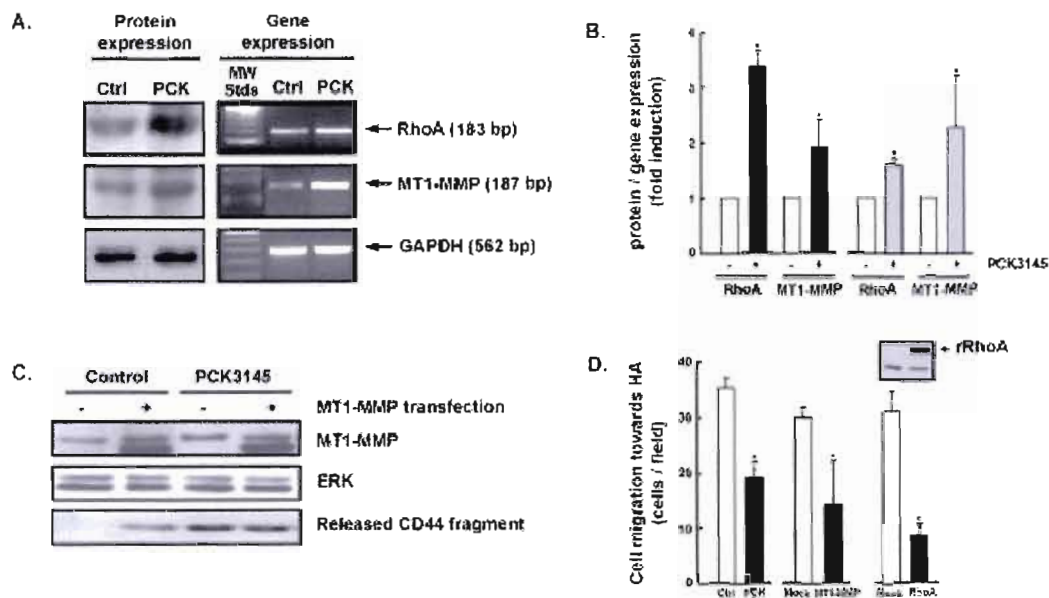 A.
Protein expression
Gene expression
Ctrl PCK
MW Stds Ctrl PCK
RhoA (183 bp)
MT1-MMP (187 bp)
GAPDH (562 bp)
B.
protein / gene expression
(fold induction)
4
2
1
0
- + - + - + - + PCK3145
RhoA MT1-MMP RhoA MT1-MMP
C.
Control PCK3145
- + - + MT1-MMP transfection
MT1-MMP
ERK
Released CD44 fragment
D.
rRhoA
Cell migration towards HA
(cells / field)
40
30
20
10
0
Ctrl PCK Mock MT1-MMP Mock RhoA